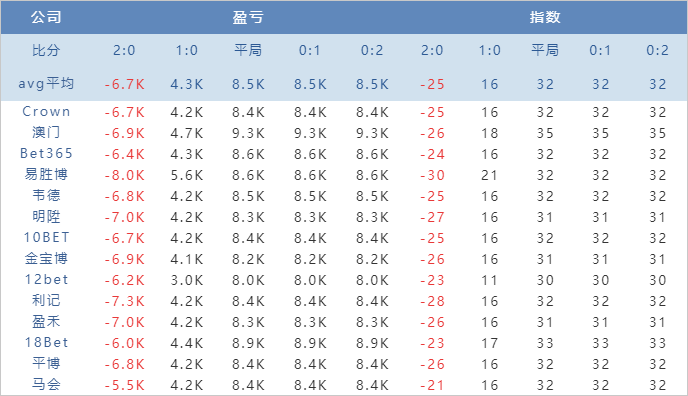 公司 盈亏 指数
比分 2:0 1:0 平局 0:1 0:2 2:0 1:0 平局 0:1 0:2
avg平均 -6.7K 4.3K 8.5K 8.5K 8.5K -25 16 32 32 32
Crown -6.7K 4.2K 8.4K 8.4K 8.4K -25 16 32 32 32
澳门 -6.9K 4.7K 9.3K 9.3K 9.3K -26 18 35 35 35
Bet365 -6.4K 4.3K 8.6K 8.6K 8.6K -24 16 32 32 32
易胜博 -8.0K 5.6K 8.6K 8.6K 8.6K -30 21 32 32 32
韦德 -6.8K 4.2K 8.5K 8.5K 8.5K -25 16 32 32 32
明陞 -7.0K 4.2K 8.3K 8.3K 8.3K -27 16 31 31 31
10BET -6.7K 4.2K 8.4K 8.4K 8.4K -25 16 32 32 32
金宝博 -6.9K 4.1K 8.2K 8.2K 8.2K -26 16 31 31 31
12bet -6.2K 3.0K 8.0K 8.0K 8.0K -23 11 30 30 30
利记 -7.3K 4.2K 8.4K 8.4K 8.4K -28 16 32 32 32
盈禾 -7.0K 4.2K 8.3K 8.3K 8.3K -26 16 31 31 31
18Bet -6.0K 4.4K 8.9K 8.9K 8.9K -23 17 33 33 33
平博 -6.8K 4.2K 8.4K 8.4K 8.4K -26 16 32 32 32
马会 -5.5K 4.2K 8.4K 8.4K 8.4K -21 16 32 32 32